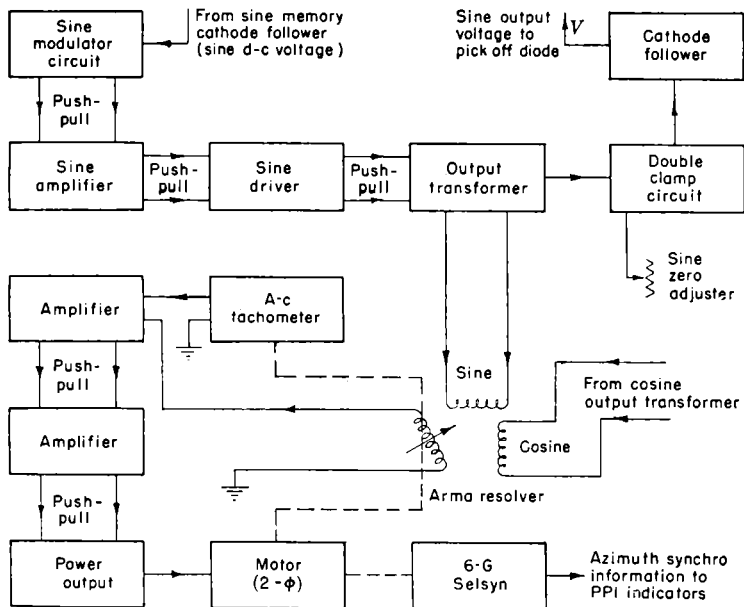 Sine
modulator
circuit
From sine memory
cathode follower
(sine d-c voltage)
Sine output
voltage to
pick off diode
V
Cathode
follower
Push-
pull
Sine
amplifier
Push-
pull
Sine
driver
Push-
pull
Output
transformer
Double
clamp
circuit
Sine
zero
adjuster
Amplifier
A-c
tachometer
Push-
pull
Sine
From cosine
output transformer
Amplifier
Cosine
Arma resolver
Push-
pull
Power
output
Motor
(2-ϕ)
6-G
Selsyn
Azimuth synchro
information to
PPI indicators